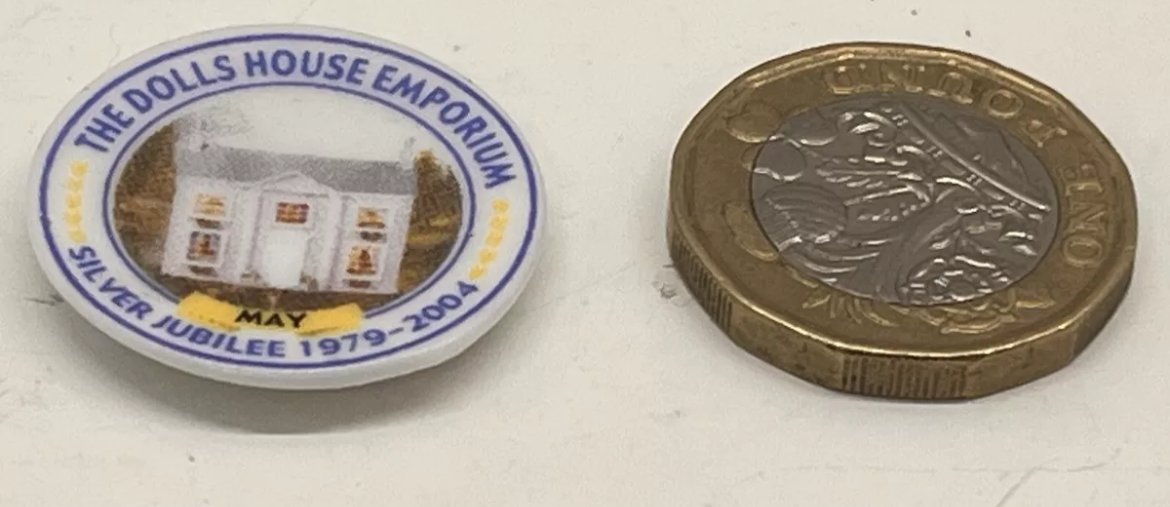 THE DOLLS HOUSE EMPORIUM
MAY
SILVER JUBILEE 1979-2004
ONE POUND